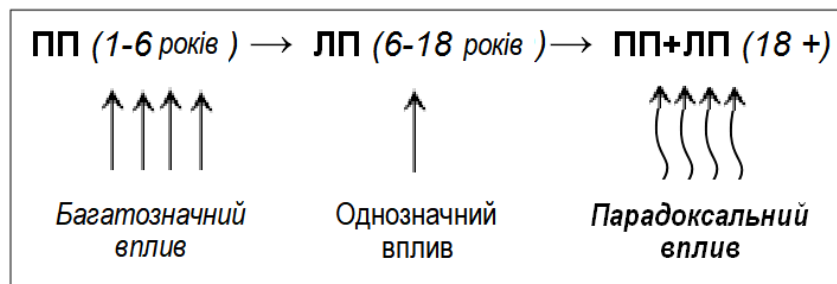 ПП (1-6 років ) → ЛП (6-18 років ) → ПП+ЛП (18 +)
Багатозначний вплив
Однозначний вплив
Парадоксальний вплив